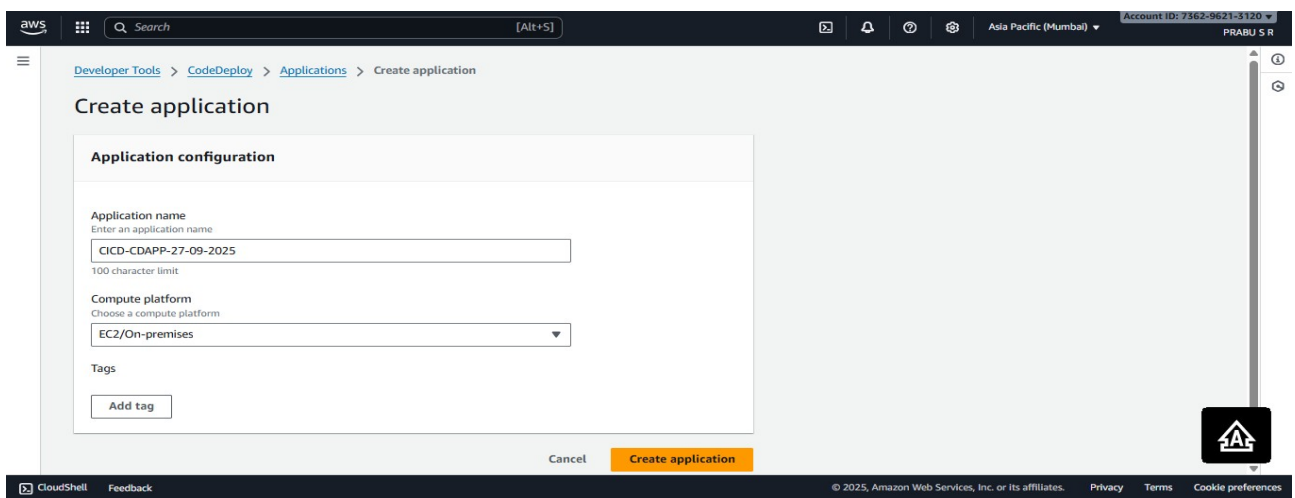 aws
Search [Alt+S]
Asia Pacific (Mumbai)
Account ID: 7362-9621-3120
PRABU S R
Developer Tools > CodeDeploy > Applications > Create application
Create application
Application configuration
Application name
Enter an application name
CICD-CDAPP-27-09-2025
100 character limit
Compute platform
Choose a compute platform
EC2/On-premises
Tags
Add tag
Cancel
Create application
A
CloudShell Feedback © 2025, Amazon Web Services, Inc. or its affiliates. Privacy Terms Cookie preferences